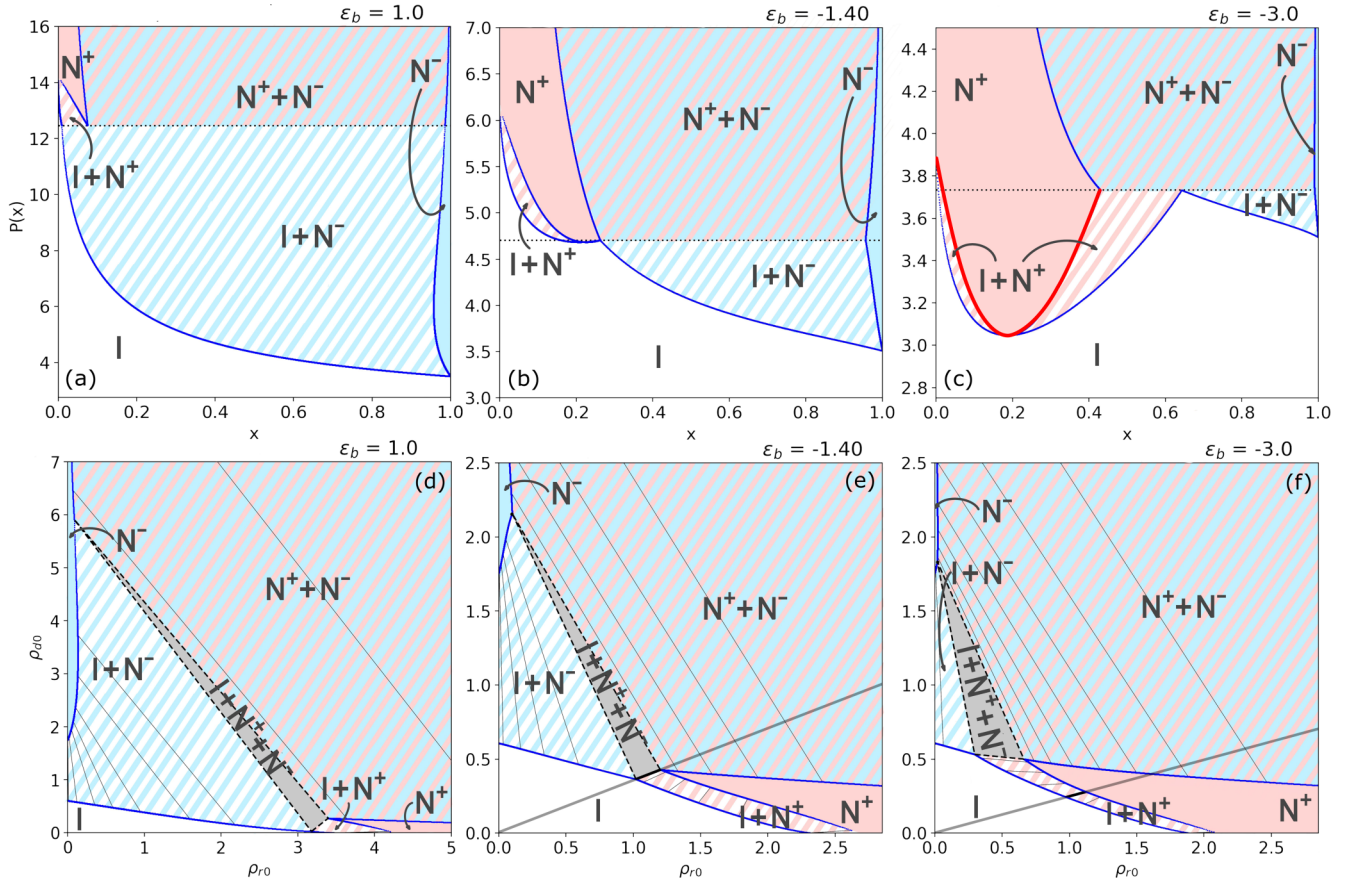 ε_b = 1.0
16
14
12
10
8
6
4
P(x)
N⁺
N⁺+N⁻
N⁻
I+N⁺
I+N⁻
I
(a)
0.0 0.2 0.4 0.6 0.8 1.0
x
ε_b = -1.40
7.0
6.5
6.0
5.5
5.0
4.5
4.0
3.5
3.0
N⁺
N⁺+N⁻
N⁻
I+N⁺
I+N⁻
I
(b)
0.0 0.2 0.4 0.6 0.8 1.0
x
ε_b = -3.0
4.4
4.2
4.0
3.8
3.6
3.4
3.2
3.0
2.8
N⁺
N⁺+N⁻
N⁻
I+N⁻
I+N⁺
I
(c)
0.0 0.2 0.4 0.6 0.8 1.0
x
ε_b = 1.0
7
6
5
4
3
2
1
0
ρ_d0
(d)
N⁻
N⁺+N⁻
I+N⁻
I+N⁺+N⁻
I+N⁺
N⁺
I
0 1 2 3 4 5
ρ_r0
ε_b = -1.40
2.5
2.0
1.5
1.0
0.5
0.0
(e)
N⁻
N⁺+N⁻
I+N⁻
I+N⁺+N⁻
I
I+N⁺
N⁺
0.0 0.5 1.0 1.5 2.0 2.5
ρ_r0
ε_b = -3.0
2.5
2.0
1.5
1.0
0.5
0.0
(f)
N⁻
I+N⁻
N⁺+N⁻
I+N⁺+N⁻
I
I+N⁺
N⁺
0.0 0.5 1.0 1.5 2.0 2.5
ρ_r0